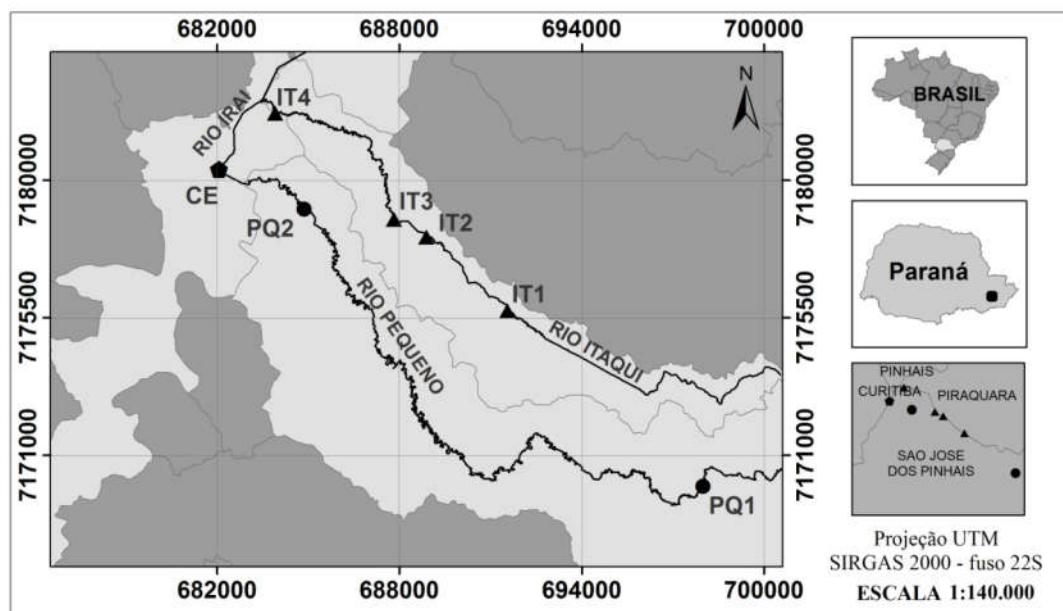 682000
688000
694000
700000
N
IT4
RIO IRAI
7180000
7180000
CE
IT3
IT2
PQ2
IT1
7175500
7175500
RIO PEQUENO
RIO ITAQUI
7171000
7171000
PQ1
682000
688000
694000
700000
BRASIL
Paraná
PINHAIS
CURITIBA
PIRAQUARA
SAO JOSE
DOS PINHAIS
Projeção UTM
SIRGAS 2000 - fuso 22S
ESCALA 1:140.000